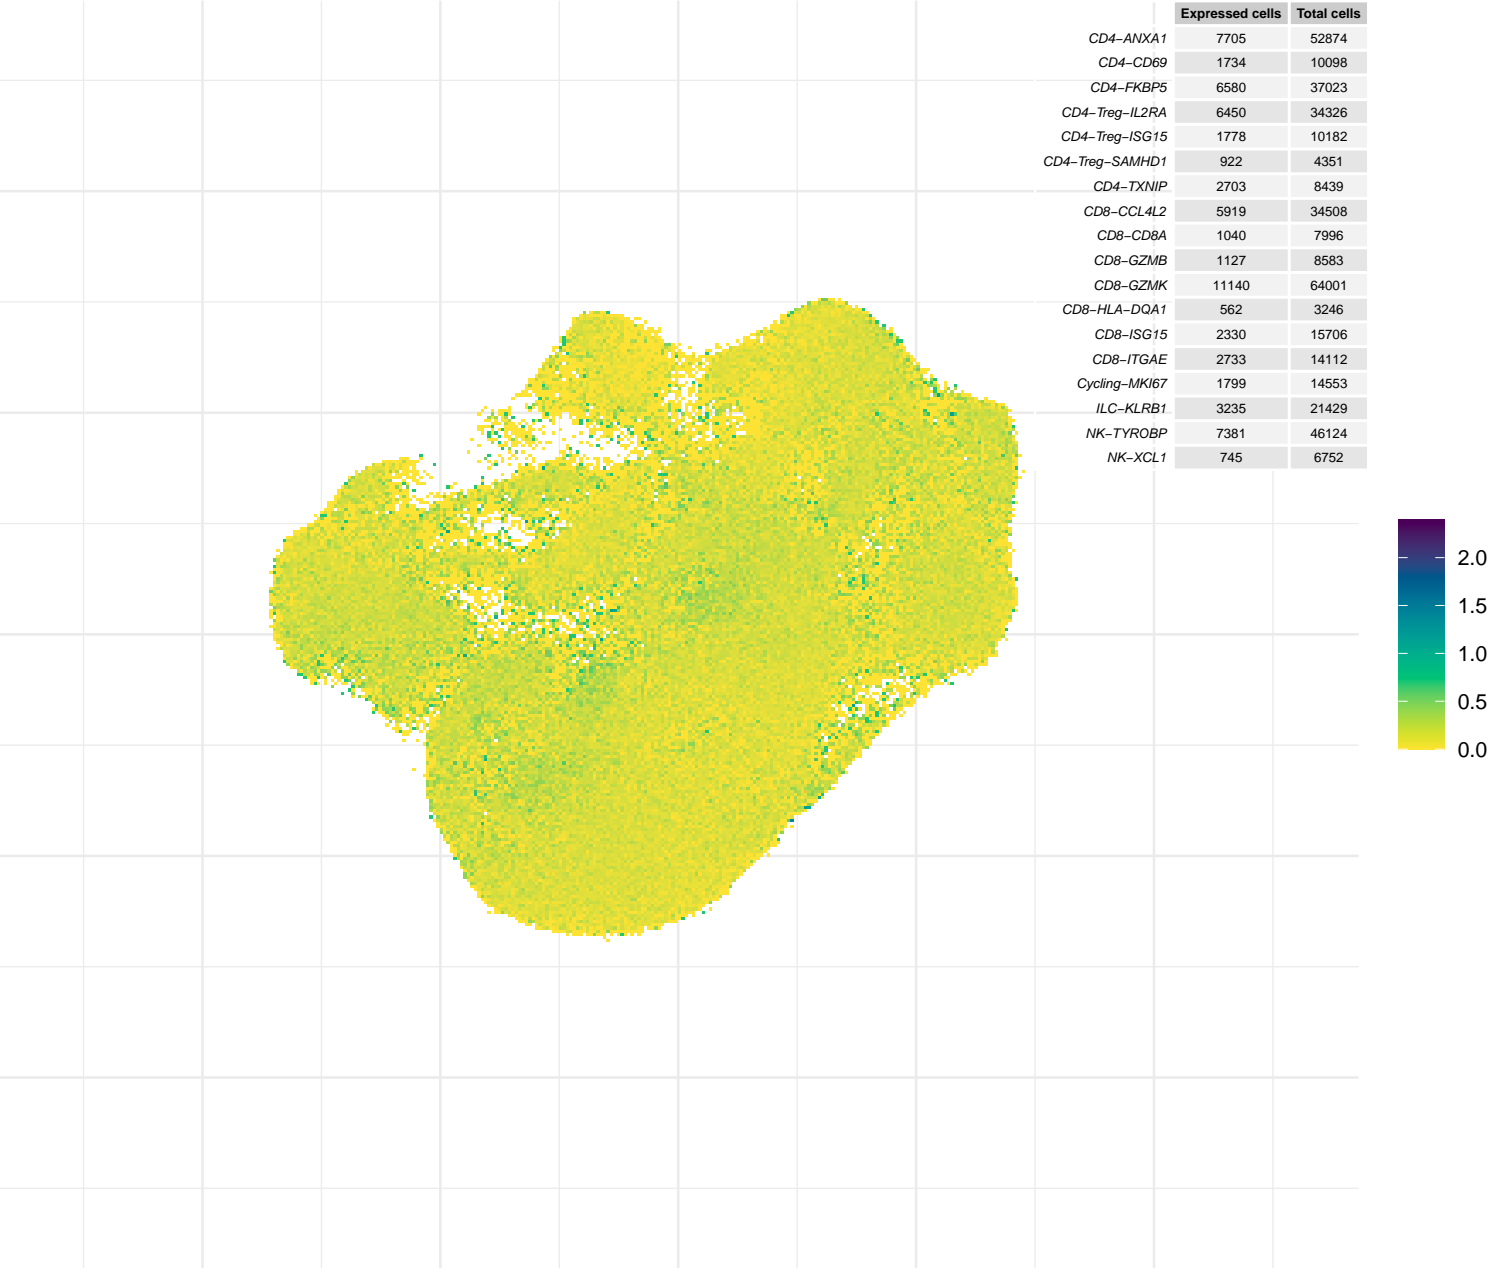 Expressed cells Total cells
CD4−ANXA1 7705 52874
CD4−CD69 1734 10098
CD4−FKBP5 6580 37023
CD4−Treg−IL2RA 6450 34326
CD4−Treg−ISG15 1778 10182
CD4−Treg−SAMHD1 922 4351
CD4−TXNIP 2703 8439
CD8−CCL4L2 5919 34508
CD8−CD8A 1040 7996
CD8−GZMB 1127 8583
CD8−GZMK 11140 64001
CD8−HLA−DQA1 562 3246
CD8−ISG15 2330 15706
CD8−ITGAE 2733 14112
Cycling−MKI67 1799 14553
ILC−KLRB1 3235 21429
NK−TYROBP 7381 46124
NK−XCL1 745 6752
2.0
1.5
1.0
0.5
0.0